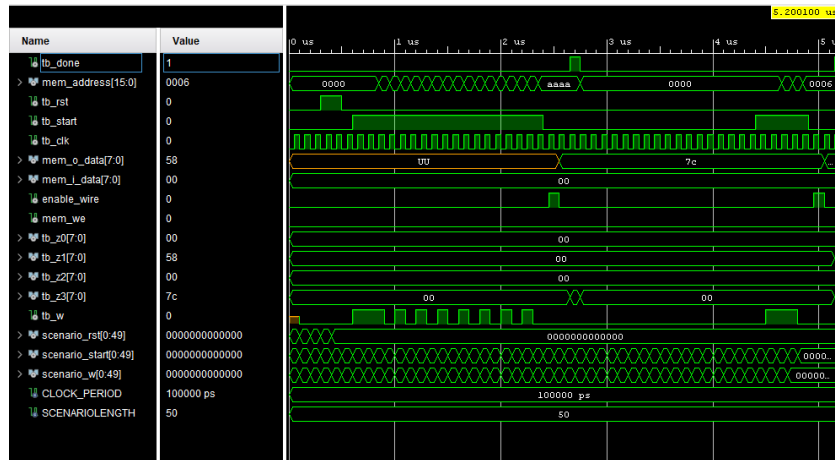 5.200100 us
Name Value
0 us 1 us 2 us 3 us 4 us 5 u
tb_done 1
mem_address[15:0] 0006 0000 aaaa 0000 0006
tb_rst 0
tb_start 0
tb_clk 0
mem_o_data[7:0] 58 UU 7c ...
mem_i_data[7:0] 00 00
enable_wire 0
mem_we 0
tb_z0[7:0] 00 00
tb_z1[7:0] 58 00
tb_z2[7:0] 00 00
tb_z3[7:0] 7c 00 00
tb_w 0
scenario_rst[0:49] 0000000000000 0000000000000
scenario_start[0:49] 0000000000000 0000...
scenario_w[0:49] 0000000000000 00000...
CLOCK_PERIOD 100000 ps 100000 ps
SCENARIOLENGTH 50 50